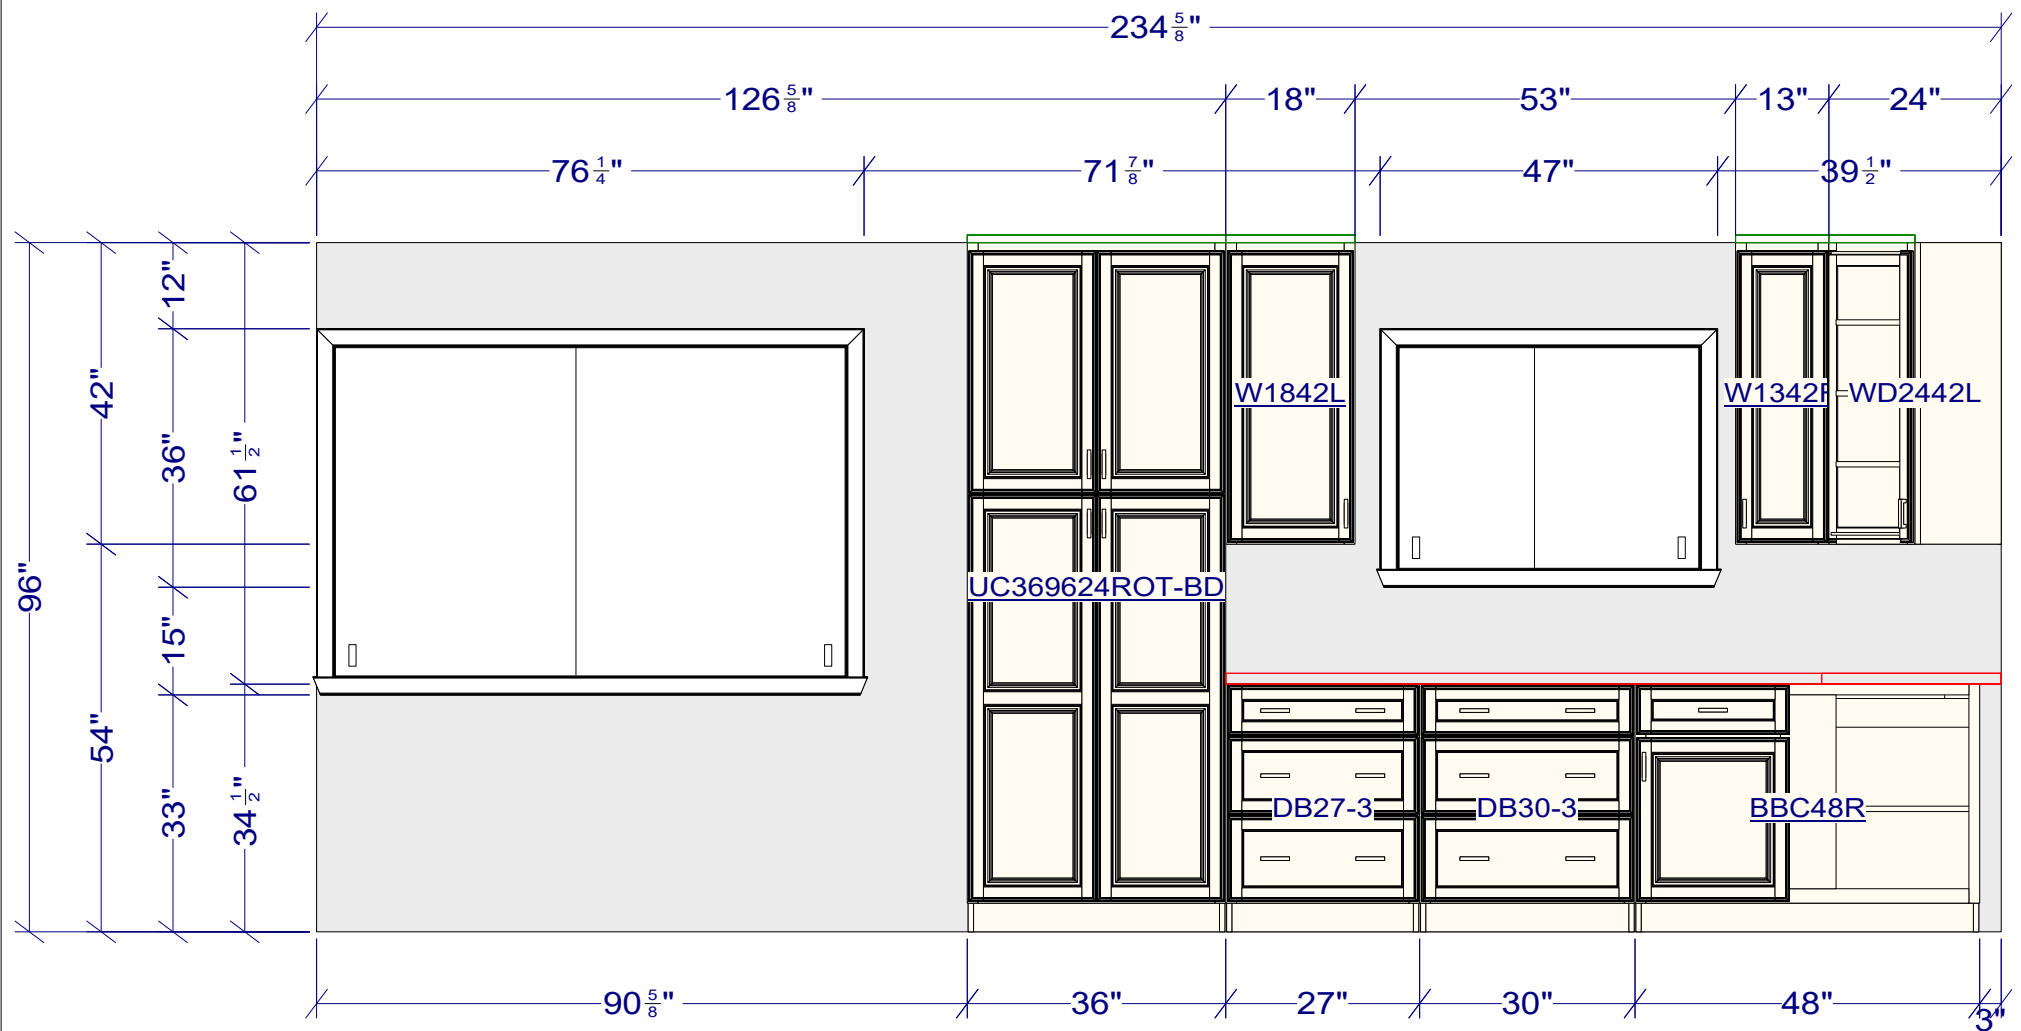 234 5/8"
126 5/8" 18" 53" 13" 24"
76 1/4" 71 7/8" 47" 39 1/2"
12"
42"
36"
61 1/2"
96"
15"
54"
33"
34 1/2"
W1842L
W1342
WD2442L
UC369624ROT-BD
DB27-3
DB30-3
BBC48R
90 5/8" 36" 27" 30" 48" 3"